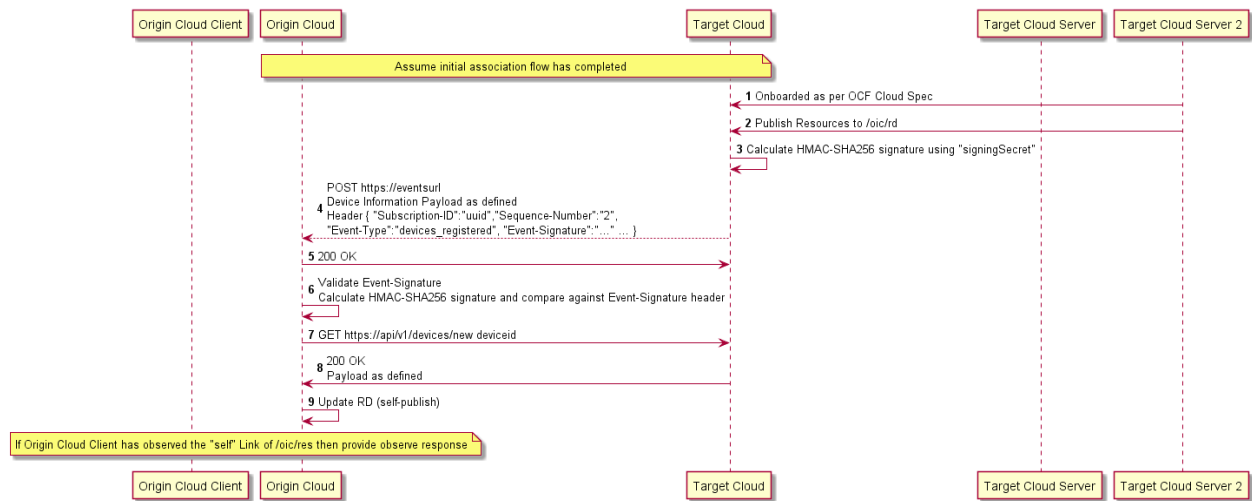 Origin Cloud Client
Origin Cloud
Target Cloud
Target Cloud Server
Target Cloud Server 2
Assume initial association flow has completed
1 Onboarded as per OCF Cloud Spec
2 Publish Resources to /oic/rd
3 Calculate HMAC-SHA256 signature using "signingSecret"
POST https://eventsurl
Device Information Payload as defined
4 Header { "Subscription-ID":"uuid","Sequence-Number":"2",
"Event-Type":"devices_registered", "Event-Signature":"..." ... }
5 200 OK
6 Validate Event-Signature
Calculate HMAC-SHA256 signature and compare against Event-Signature header
7 GET https://api/v1/devices/new deviceid
8 200 OK
Payload as defined
9 Update RD (self-publish)
If Origin Cloud Client has observed the "self" Link of /oic/res then provide observe response
Origin Cloud Client
Origin Cloud
Target Cloud
Target Cloud Server
Target Cloud Server 2